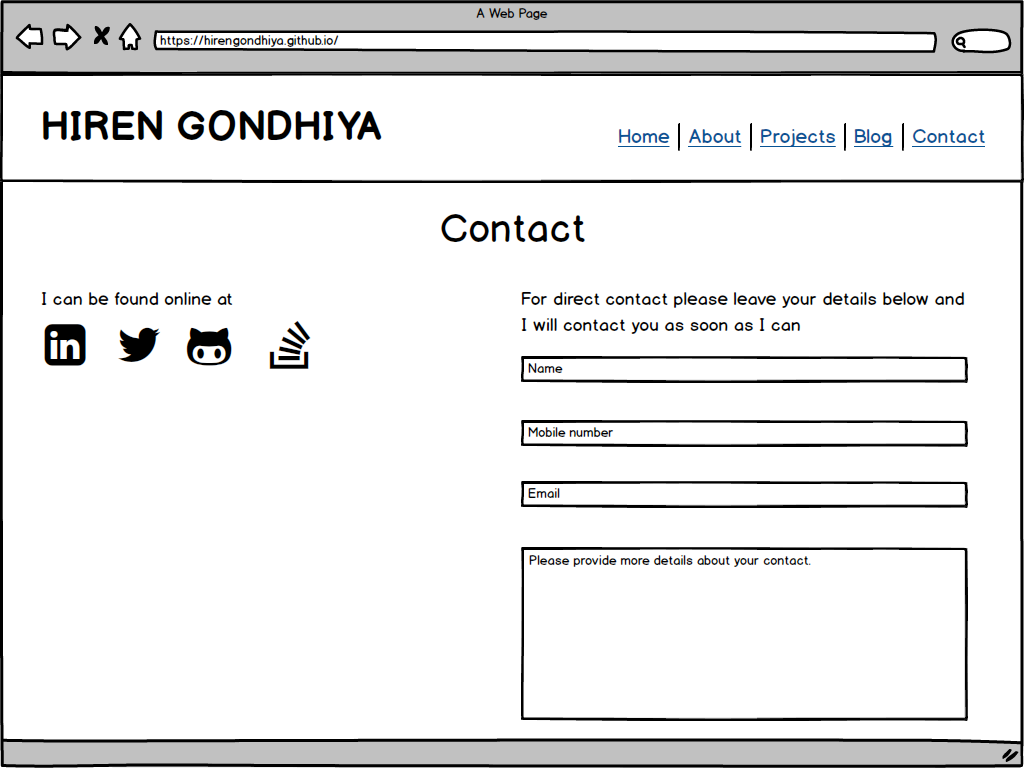 A Web Page
https://hirengondhiya.github.io/
HIREN GONDHIYA
Home | About | Projects | Blog | Contact
Contact
I can be found online at
in
For direct contact please leave your details below and
I will contact you as soon as I can
Name
Mobile number
Email
Please provide more details about your contact.